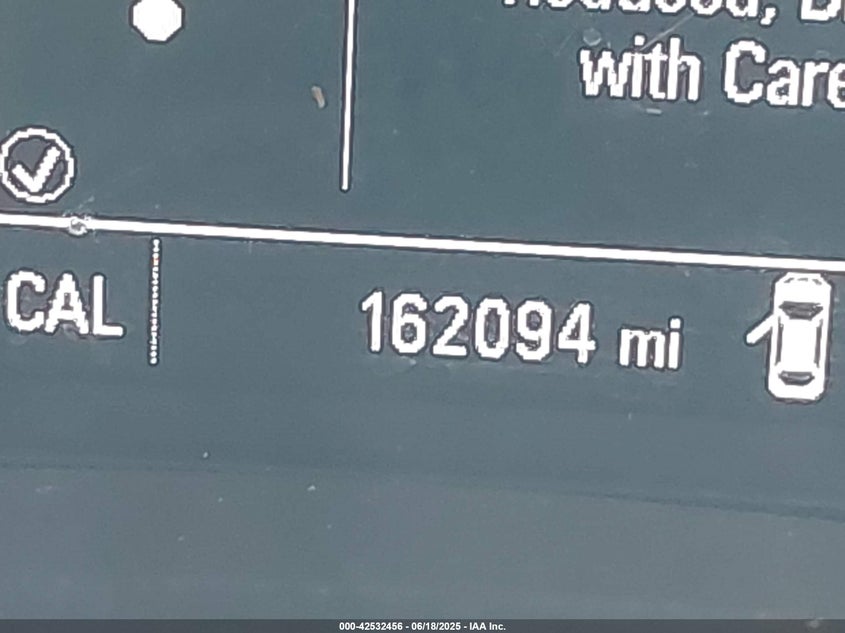 with Care
CAL
162094 mi
000-42532456 - 06/18/2025 - IAA Inc.